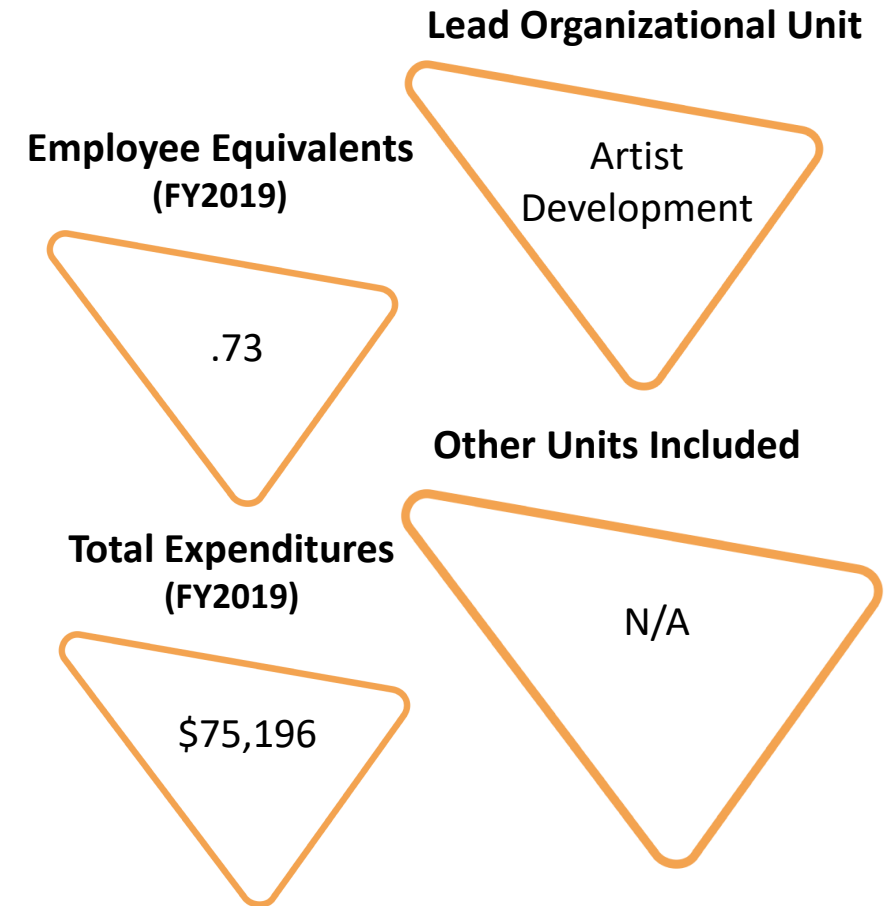 Lead Organizational Unit
Artist
Development
Employee Equivalents
(FY2019)
.73
Other Units Included
N/A
Total Expenditures
(FY2019)
$75,196